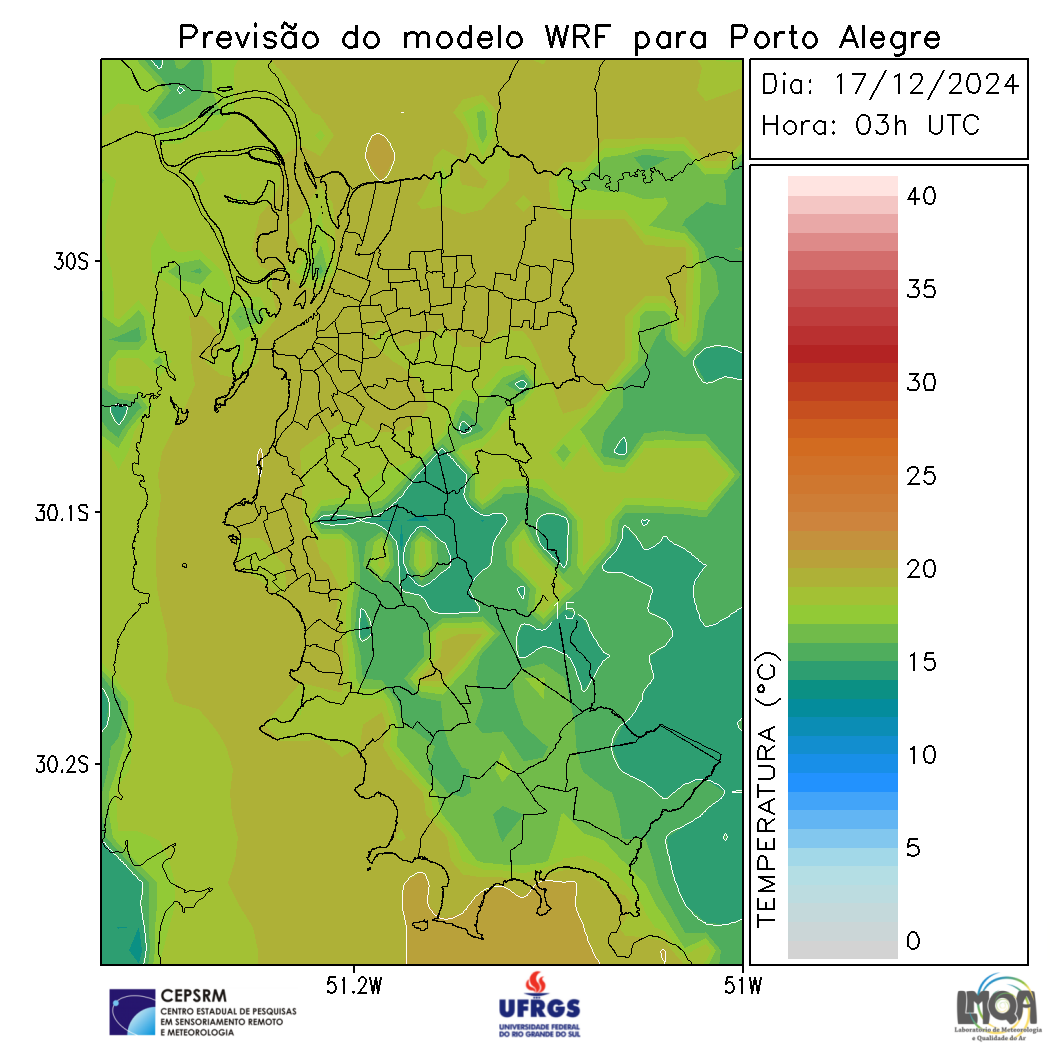 Previsão do modelo WRF para Porto Alegre
Dia: 17/12/2024
Hora: 03h UTC
40
35
30
25
20
15
10
5
0
TEMPERATURA (°C)
30S
30.1S
30.2S
15
51.2W
51W
CEPSRM
CENTRO ESTADUAL DE PESQUISAS
EM SENSORIAMENTO REMOTO
E METEOROLOGIA
UFRGS
UNIVERSIDADE FEDERAL
DO RIO GRANDE DO SUL
LMQA
Laboratório de Meteorologia
e Qualidade do Ar